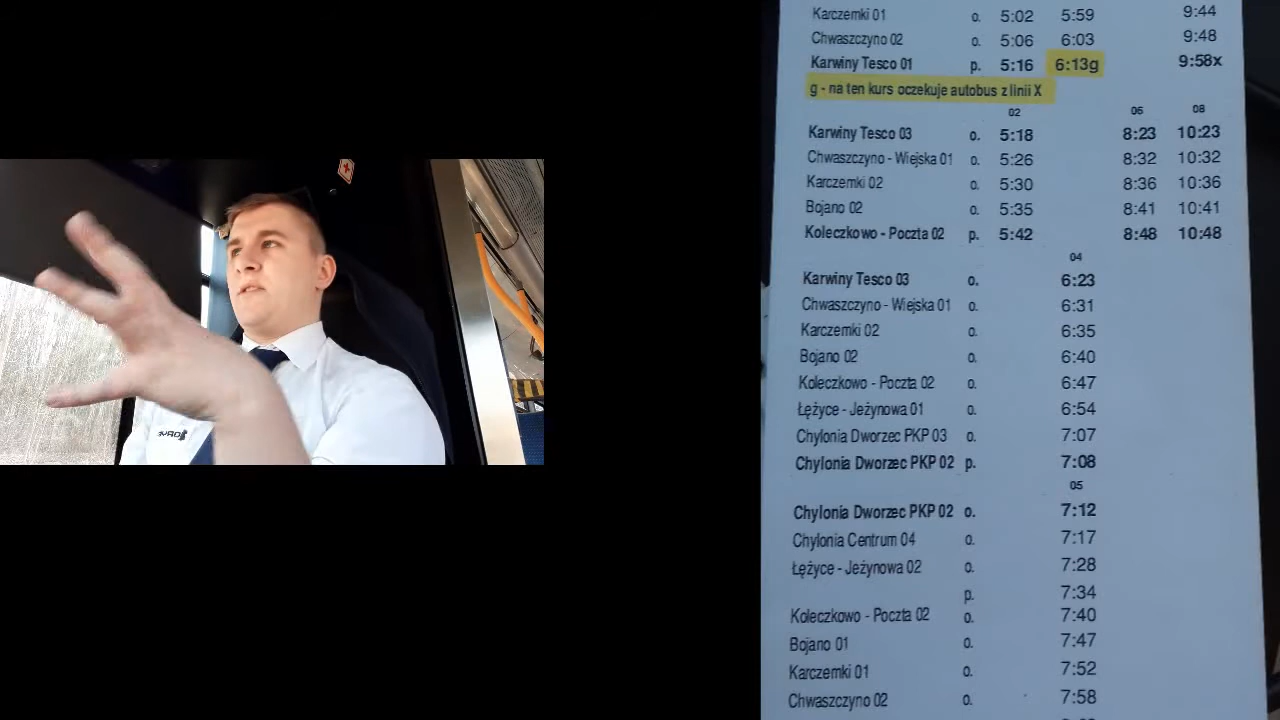 Karczemki 01 o. 5:02 5:59 9:44
Chwaszczyno 02 o. 5:06 6:03 9:48
Karwiny Tesco 01 p. 5:16 6:13g 9:58x
g - na ten kurs oczekuje autobus z linii X
02 06 08
Karwiny Tesco 03 o. 5:18 8:23 10:23
Chwaszczyno - Wiejska 01 o. 5:26 8:32 10:32
Karczemki 02 o. 5:30 8:36 10:36
Bojano 02 o. 5:35 8:41 10:41
Koleczkowo - Poczta 02 p. 5:42 8:48 10:48
04
Karwiny Tesco 03 o. 6:23
Chwaszczyno - Wiejska 01 o. 6:31
Karczemki 02 o. 6:35
Bojano 02 o. 6:40
Koleczkowo - Poczta 02 o. 6:47
Łężyce - Jeżynowa 01 o. 6:54
Chylonia Dworzec PKP 03 o. 7:07
Chylonia Dworzec PKP 02 p. 7:08
05
Chylonia Dworzec PKP 02 o. 7:12
Chylonia Centrum 04 o. 7:17
Łężyce - Jeżynowa 02 o. 7:28
p. 7:34
Koleczkowo - Poczta 02 o. 7:40
Bojano 01 o. 7:47
Karczemki 01 o. 7:52
Chwaszczyno 02 o. 7:58